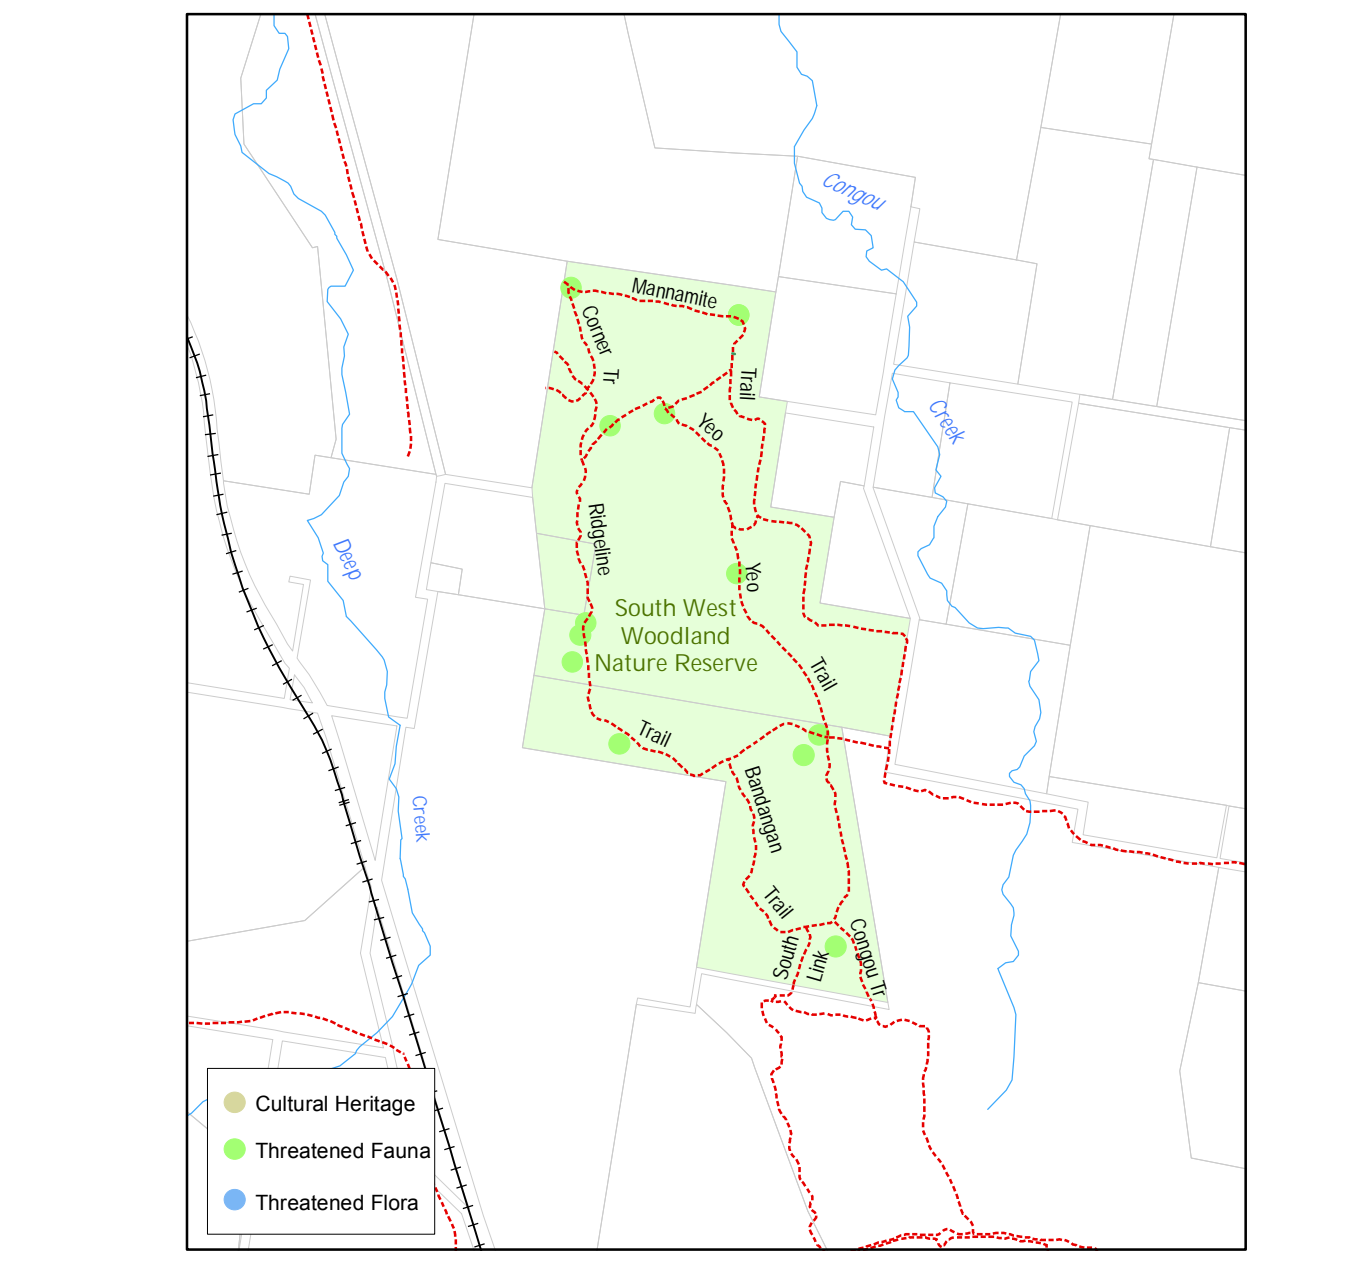 Congou
Mannamite
Corner
Tr
Trail
Creek
Yeo
Ridgeline
Deep
Yeo
South West
Woodland
Nature Reserve
Trail
Trail
Bandangan
Creek
Trail
South
Link
Congou Tr
Cultural Heritage
Threatened Fauna
Threatened Flora